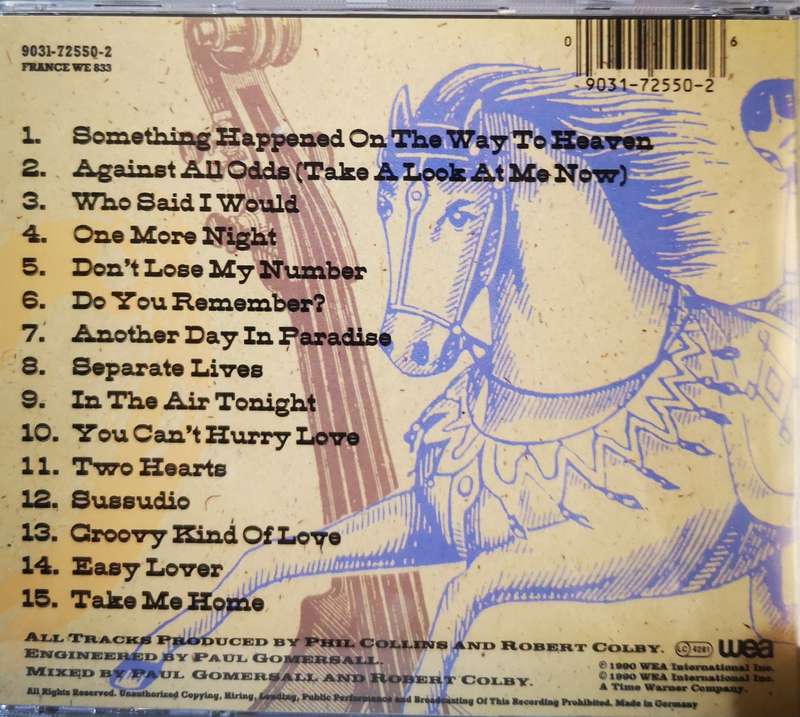 9031-72550-2
FRANCE WE 833
0 6
9031-72550-2
1. Something Happened On The Way To Heaven
2. Against All Odds (Take A Look At Me Now)
3. Who Said I Would
4. One More Night
5. Don't Lose My Number
6. Do You Remember?
7. Another Day In Paradise
8. Separate Lives
9. In The Air Tonight
10. You Can't Hurry Love
11. Two Hearts
12. Sussudio
13. Groovy Kind Of Love
14. Easy Lover
15. Take Me Home
All Tracks Produced by Phil Collins and Robert Colby.
Engineered by Paul Gomersall.
Mixed by Paul Gomersall and Robert Colby.
LC 4281 wea
℗ 1990 WEA International Inc.
© 1990 WEA International Inc.
A Time Warner Company.
All Rights Reserved. Unauthorized Copying, Hiring, Lending, Public Performance and Broadcasting Of This Recording Prohibited. Made in Germany